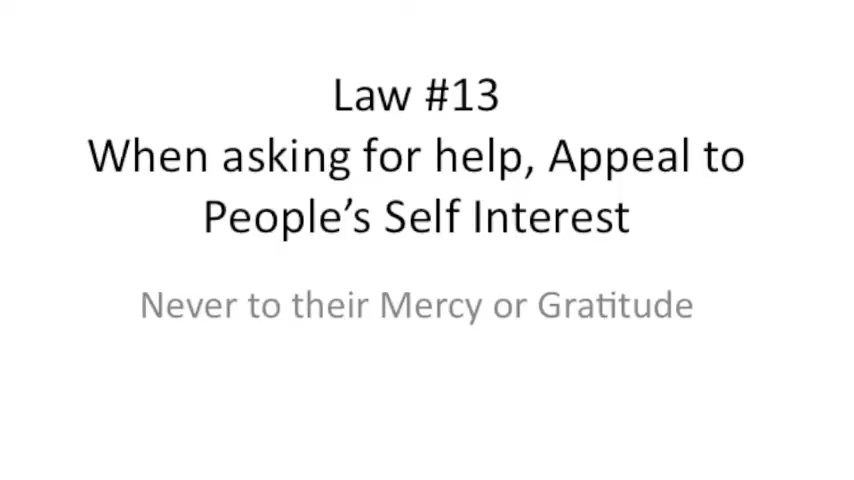 Law #13
When asking for help, Appeal to
People’s Self Interest
Never to their Mercy or Gratitude